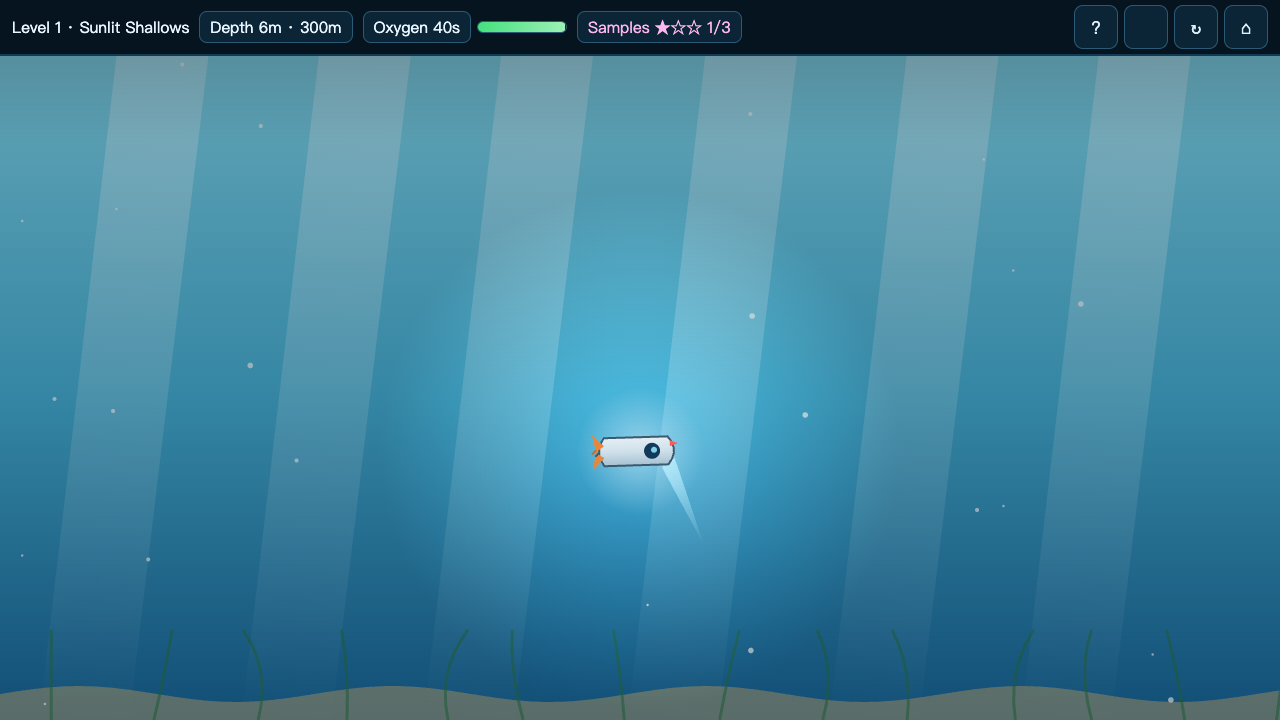 Level 1 · Sunlit Shallows
Depth 6m · 300m
Oxygen 40s
Samples ★☆☆ 1/3
?
↻
⌂